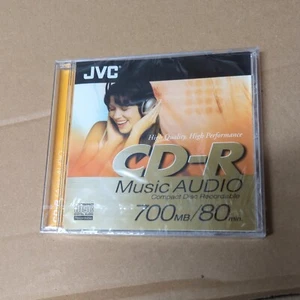 JVC
High Quality, High Performance
CD-R
Music AUDIO
Compact Disc Recordable
700MB/80min